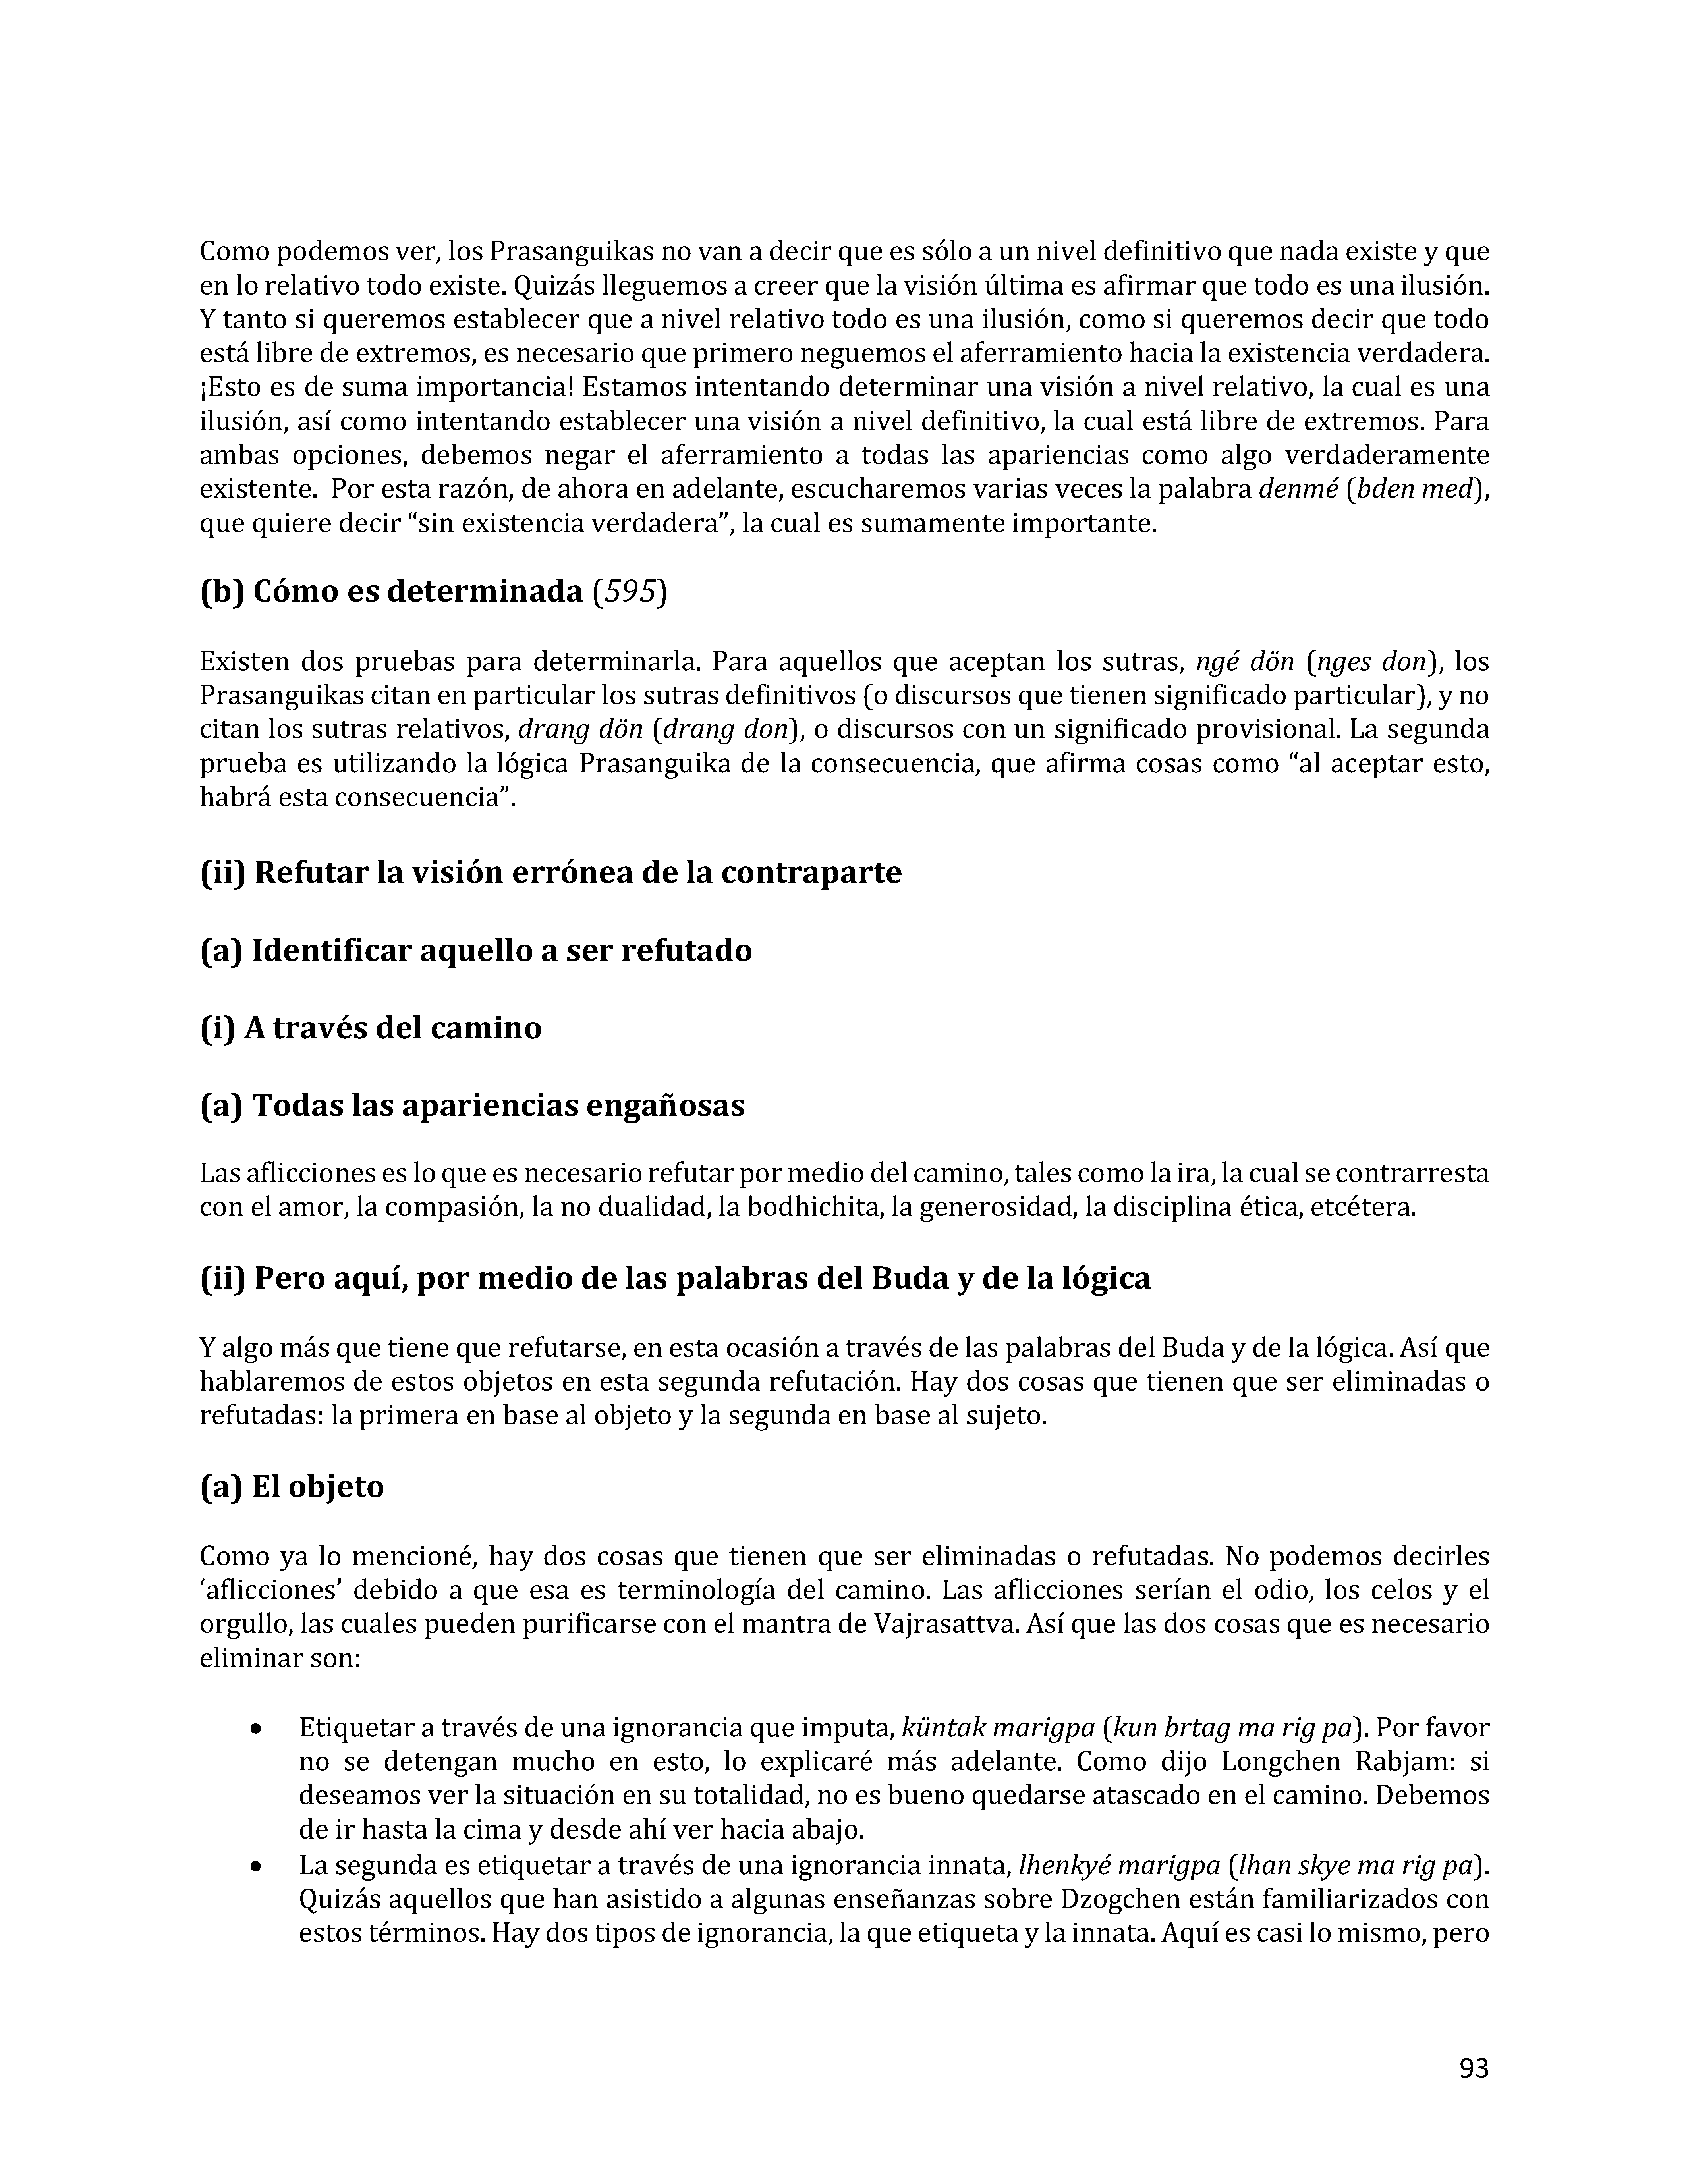 Como podemos ver, los Prasanguikas no van a decir que es sólo a un nivel definitivo que nada existe y que
en lo relativo todo existe. Quizás lleguemos a creer que la visión última es afirmar que todo es una ilusión.
Y tanto si queremos establecer que a nivel relativo todo es una ilusión, como si queremos decir que todo
está libre de extremos, es necesario que primero neguemos el aferramiento hacia la existencia verdadera.
¡Esto es de suma importancia! Estamos intentando determinar una visión a nivel relativo, la cual es una
ilusión, así como intentando establecer una visión a nivel definitivo, la cual está libre de extremos. Para
ambas opciones, debemos negar el aferramiento a todas las apariencias como algo verdaderamente
existente. Por esta razón, de ahora en adelante, escucharemos varias veces la palabra denmé (bden med),
que quiere decir “sin existencia verdadera”, la cual es sumamente importante.
(b) Cómo es determinada (595)
Existen dos pruebas para determinarla. Para aquellos que aceptan los sutras, ngé dön (nges don), los
Prasanguikas citan en particular los sutras definitivos (o discursos que tienen significado particular), y no
citan los sutras relativos, drang dön (drang don), o discursos con un significado provisional. La segunda
prueba es utilizando la lógica Prasanguika de la consecuencia, que afirma cosas como “al aceptar esto,
habrá esta consecuencia”.
(ii) Refutar la visión errónea de la contraparte
(a) Identificar aquello a ser refutado
(i) A través del camino
(a) Todas las apariencias engañosas
Las aflicciones es lo que es necesario refutar por medio del camino, tales como la ira, la cual se contrarresta
con el amor, la compasión, la no dualidad, la bodhichita, la generosidad, la disciplina ética, etcétera.
(ii) Pero aquí, por medio de las palabras del Buda y de la lógica
Y algo más que tiene que refutarse, en esta ocasión a través de las palabras del Buda y de la lógica. Así que
hablaremos de estos objetos en esta segunda refutación. Hay dos cosas que tienen que ser eliminadas o
refutadas: la primera en base al objeto y la segunda en base al sujeto.
(a) El objeto
Como ya lo mencioné, hay dos cosas que tienen que ser eliminadas o refutadas. No podemos decirles
‘aflicciones’ debido a que esa es terminología del camino. Las aflicciones serían el odio, los celos y el
orgullo, las cuales pueden purificarse con el mantra de Vajrasattva. Así que las dos cosas que es necesario
eliminar son:
• Etiquetar a través de una ignorancia que imputa, küntak marigpa (kun brtag ma rig pa). Por favor
no se detengan mucho en esto, lo explicaré más adelante. Como dijo Longchen Rabjam: si
deseamos ver la situación en su totalidad, no es bueno quedarse atascado en el camino. Debemos
de ir hasta la cima y desde ahí ver hacia abajo.
• La segunda es etiquetar a través de una ignorancia innata, lhenkyé marigpa (lhan skye ma rig pa).
Quizás aquellos que han asistido a algunas enseñanzas sobre Dzogchen están familiarizados con
estos términos. Hay dos tipos de ignorancia, la que etiqueta y la innata. Aquí es casi lo mismo, pero
93